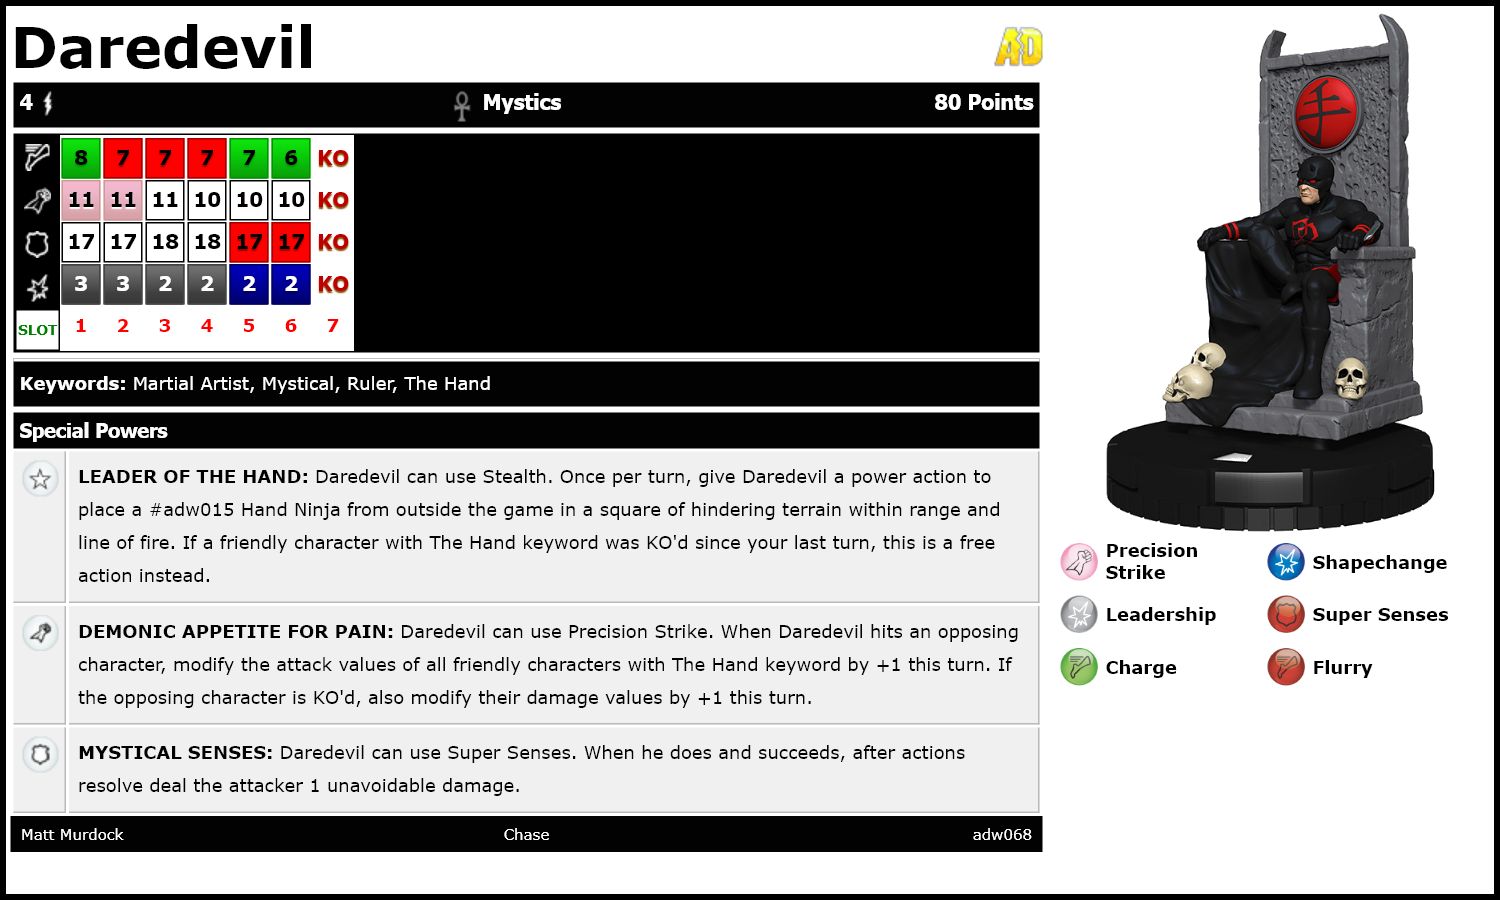 Daredevil
AD
4 Mystics 80 Points
8 7 7 7 7 6 KO
11 11 11 10 10 10 KO
17 17 18 18 17 17 KO
3 3 2 2 2 2 KO
SLOT 1 2 3 4 5 6 7
Keywords: Martial Artist, Mystical, Ruler, The Hand
Special Powers
LEADER OF THE HAND: Daredevil can use Stealth. Once per turn, give Daredevil a power action to
place a #adw015 Hand Ninja from outside the game in a square of hindering terrain within range and
line of fire. If a friendly character with The Hand keyword was KO'd since your last turn, this is a free
action instead.
DEMONIC APPETITE FOR PAIN: Daredevil can use Precision Strike. When Daredevil hits an opposing
character, modify the attack values of all friendly characters with The Hand keyword by +1 this turn. If
the opposing character is KO'd, also modify their damage values by +1 this turn.
MYSTICAL SENSES: Daredevil can use Super Senses. When he does and succeeds, after actions
resolve deal the attacker 1 unavoidable damage.
Matt Murdock Chase adw068
手
Precision
Strike
Shapechange
Leadership
Super Senses
Charge
Flurry